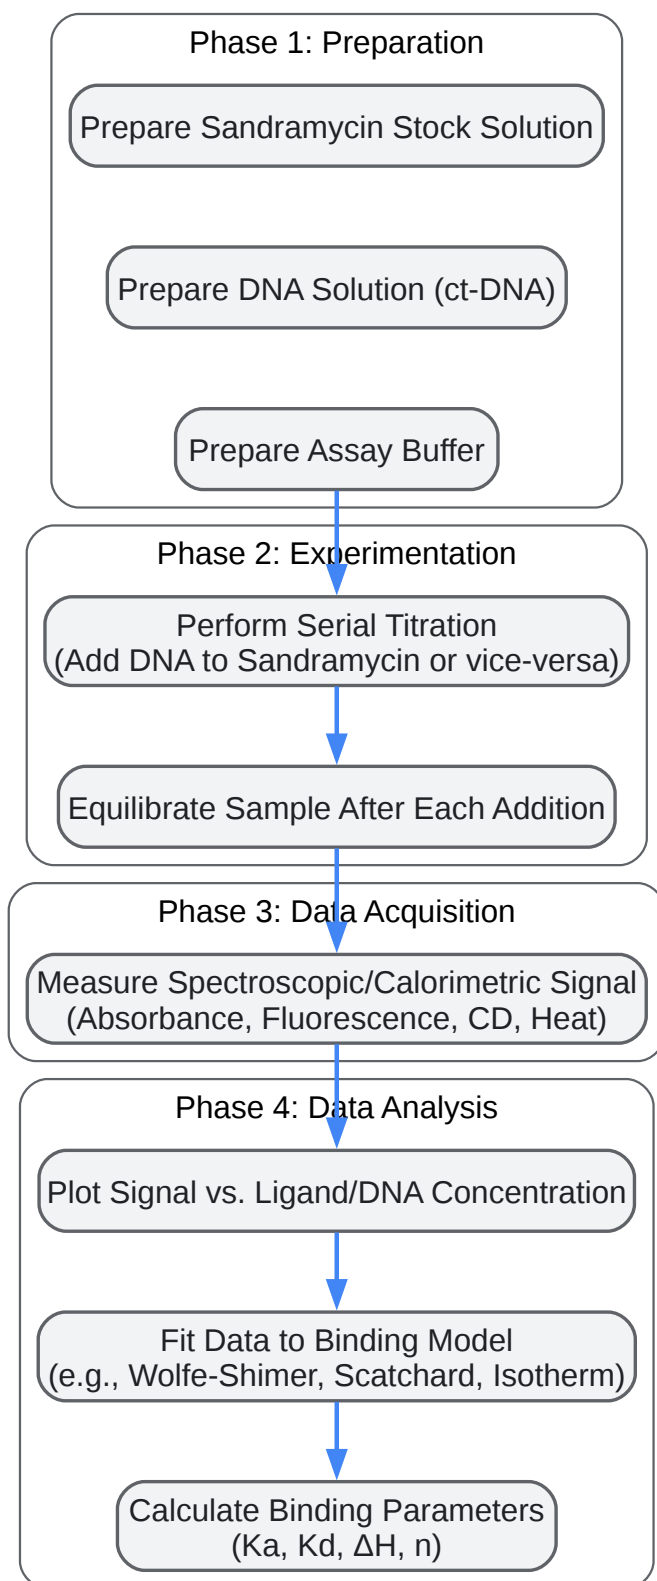 Phase 1: Preparation
Prepare Sandramycin Stock Solution
Prepare DNA Solution (ct-DNA)
Prepare Assay Buffer
Phase 2: Experimentation
Perform Serial Titration
(Add DNA to Sandramycin or vice-versa)
Equilibrate Sample After Each Addition
Phase 3: Data Acquisition
Measure Spectroscopic/Calorimetric Signal
(Absorbance, Fluorescence, CD, Heat)
Phase 4: Data Analysis
Plot Signal vs. Ligand/DNA Concentration
Fit Data to Binding Model
(e.g., Wolfe-Shimer, Scatchard, Isotherm)
Calculate Binding Parameters
(Ka, Kd, ΔH, n)